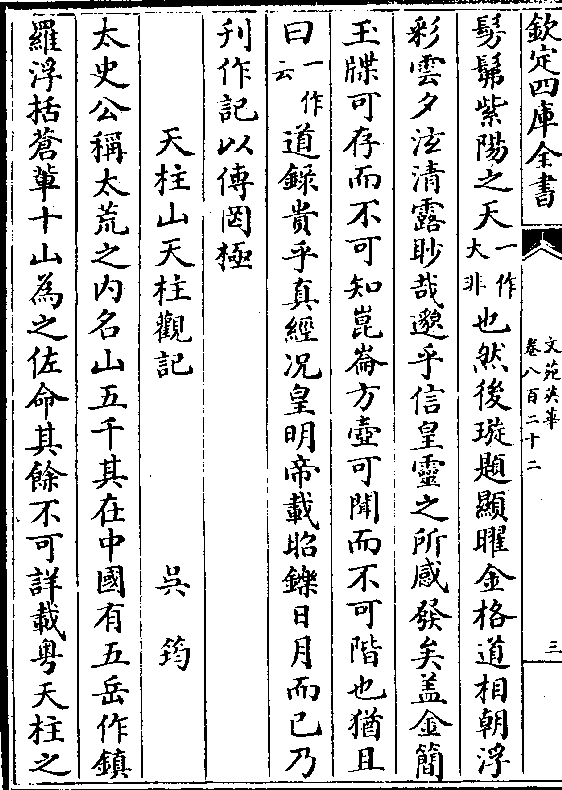 欽定四庫全書
文苑英華
卷八百二十二
三
髣髴紫陽之天一作大非也然後璇題顯曜金格道相朝浮
彩雲夕泫清露眇哉邈乎信皇靈之所感發矣盖金簡
玉牒可存而不可知崑崙方壺可聞而不可階也猶且
曰一作云道錄貴乎真經况皇明帝載昭鑠日月而已乃
刋作記以傳罔極
天柱山天柱觀記
吳筠
太史公稱太荒之内名山五千其在中國有五岳作鎮
羅浮括蒼軰十山為之佐命其餘不可詳載粤天柱之